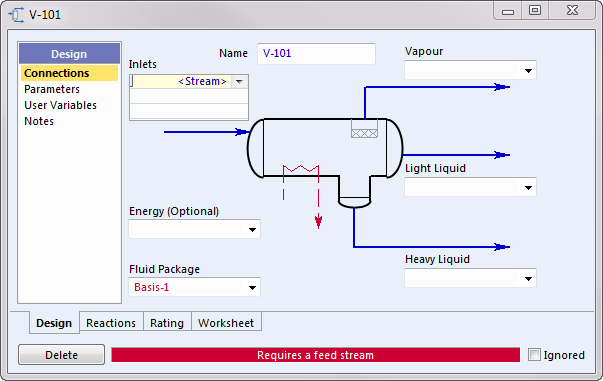 V-101
Design
Connections
Parameters
User Variables
Notes
Name V-101
Inlets
<Stream>
Vapour
Light Liquid
Heavy Liquid
Energy (Optional)
Fluid Package
Basis-1
Design Reactions Rating Worksheet
Delete Requires a feed stream Ignored